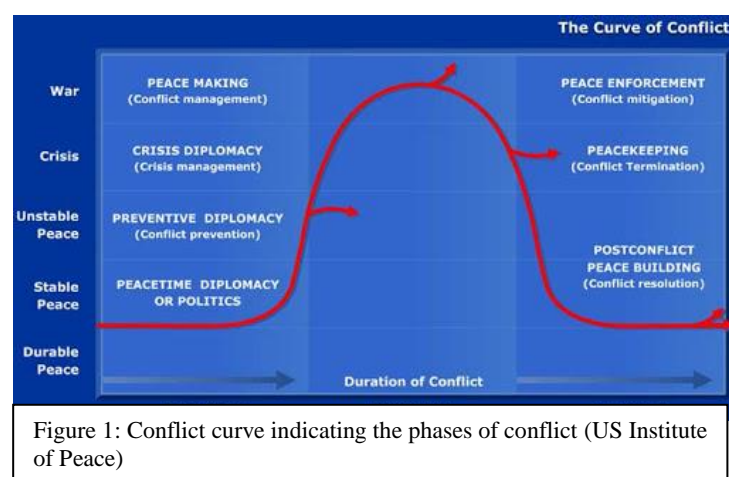 The Curve of Conflict
War
PEACE MAKING
(Conflict management)
PEACE ENFORCEMENT
(Conflict mitigation)
Crisis
CRISIS DIPLOMACY
(Crisis management)
PEACEKEEPING
(Conflict Termination)
Unstable
Peace
PREVENTIVE DIPLOMACY
(Conflict prevention)
POSTCONFLICT
PEACE BUILDING
(Conflict resolution)
Stable
Peace
PEACETIME DIPLOMACY
OR POLITICS
Durable
Peace
Duration of Conflict
Figure 1: Conflict curve indicating the phases of conflict (US Institute
of Peace)